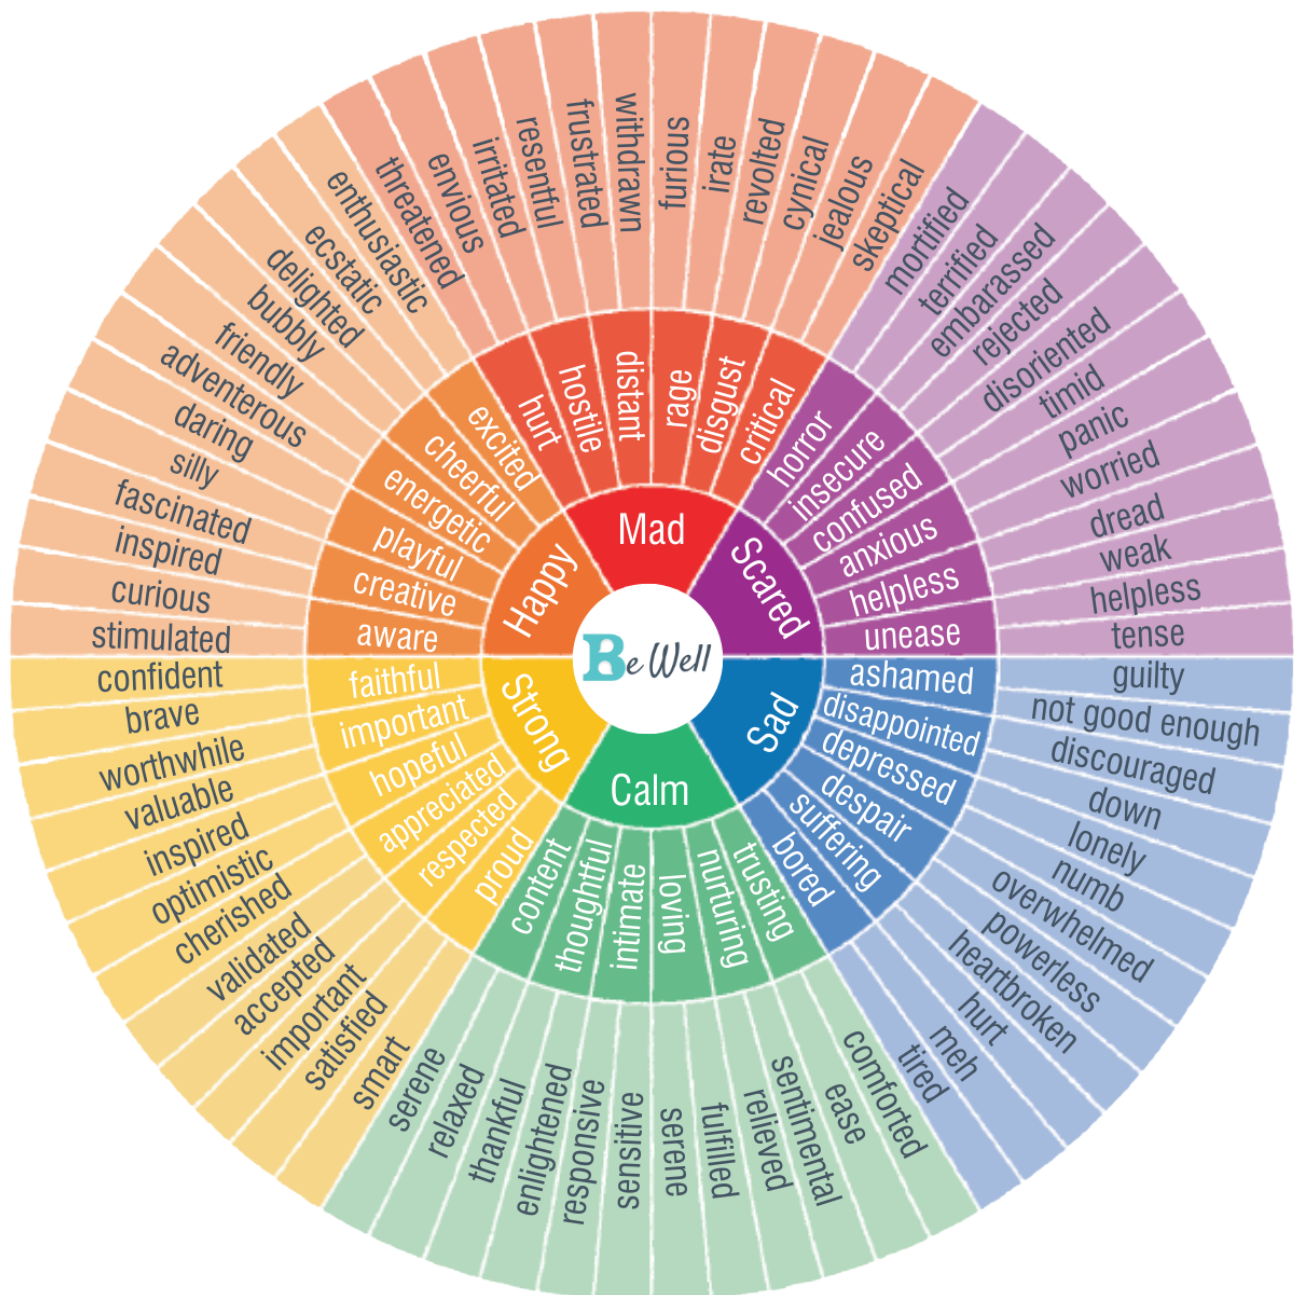 Be Well
Mad
Scared
Sad
Calm
Strong
Happy
hurt
hostile
distant
rage
disgust
critical
horror
insecure
confused
anxious
helpless
unease
ashamed
disappointed
depressed
despair
suffering
bored
trusting
nurturing
loving
intimate
thoughtful
content
proud
respected
appreciated
hopeful
important
faithful
aware
creative
playful
energetic
cheerful
excited
threatened
envious
irritated
resentful
frustrated
withdrawn
furious
irate
revolted
cynical
jealous
skeptical
mortified
terrified
embarassed
rejected
disoriented
timid
panic
worried
dread
weak
helpless
tense
guilty
not good enough
discouraged
down
lonely
numb
overwhelmed
powerless
heartbroken
hurt
meh
tired
comforted
ease
sentimental
relieved
fulfilled
serene
sensitive
responsive
enlightened
thankful
relaxed
serene
smart
satisfied
important
accepted
validated
cherished
optimistic
inspired
valuable
worthwhile
brave
confident
stimulated
curious
inspired
fascinated
silly
daring
adventerous
friendly
bubbly
delighted
ecstatic
enthusiastic